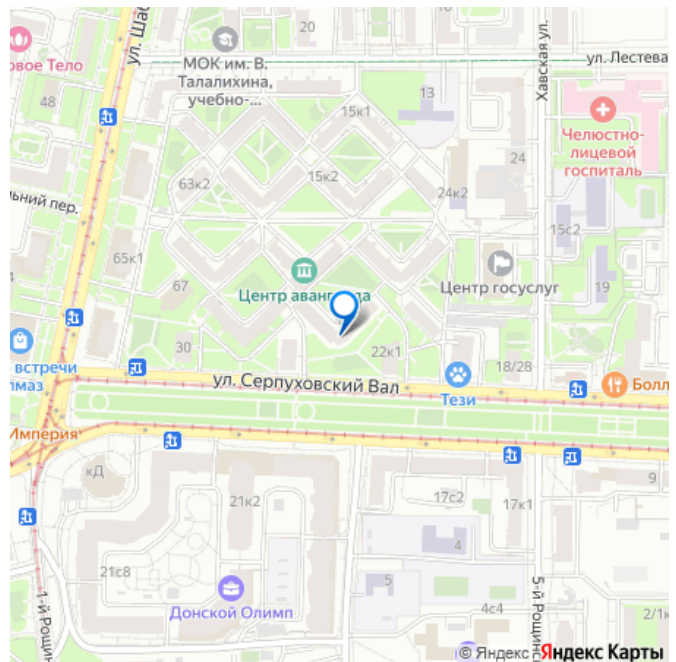 20
ул. Шаб
МОК им. В.
Талалихина,
учебно-...
ул. Лестева
Хавская ул.
овое Тело
48
15к1
13
Челюстно-
лицевой
госпиталь
24
63к2
15к2
24к2
ьний пер.
15с2
65к1
67
Центр авангарда
Центр госуслуг
19
30
22к1
18/28
встречи
лмаз
ул. Серпуховский Вал
Тези
Болл
Империя
кД
21к2
17с2
17к1
9
21с8
4
5
Донской Олимп
4с4
2/1к
1-й Рощин
5-й Рощинс
© Яндекс
Яндекс Карты